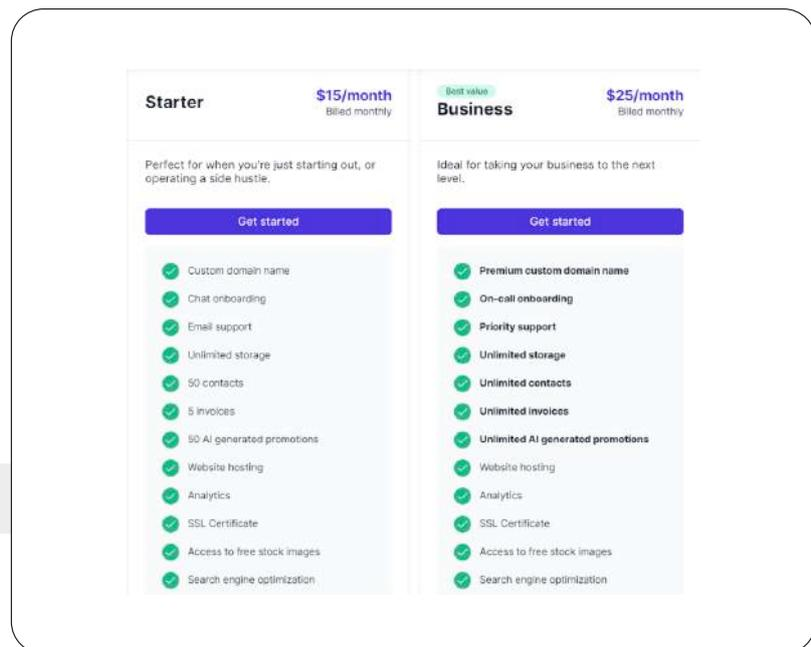 Starter
$15/month
Billed monthly
Perfect for when you're just starting out, or
operating a side hustle.
Get started
Custom domain name
Chat onboarding
Email support
Unlimited storage
50 contacts
5 invoices
50 AI generated promotions
Website hosting
Analytics
SSL Certificate
Access to free stock images
Search engine optimization
Best value
Business
$25/month
Billed monthly
Ideal for taking your business to the next
level.
Get started
Premium custom domain name
On-call onboarding
Priority support
Unlimited storage
Unlimited contacts
Unlimited invoices
Unlimited AI generated promotions
Website hosting
Analytics
SSL Certificate
Access to free stock images
Search engine optimization